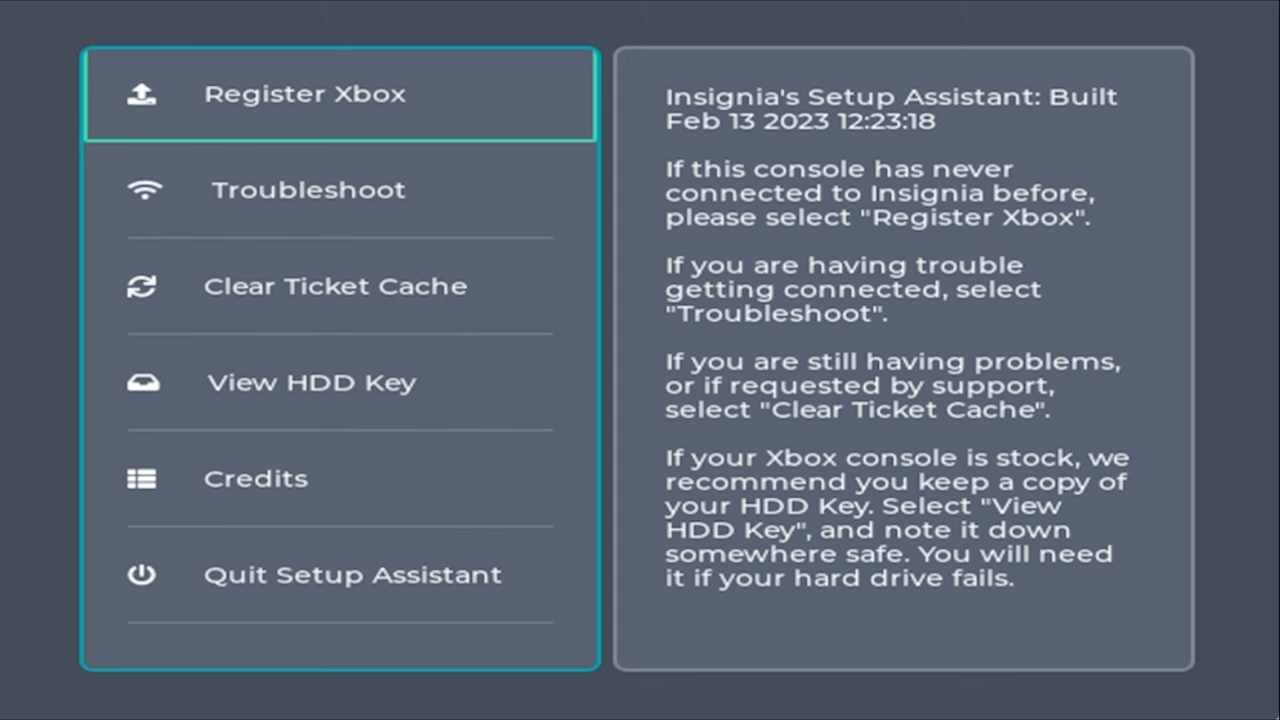 Register Xbox
Troubleshoot
Clear Ticket Cache
View HDD Key
Credits
Quit Setup Assistant
Insignia's Setup Assistant: Built
Feb 13 2023 12:23:18
If this console has never
connected to Insignia before,
please select "Register Xbox".
If you are having trouble
getting connected, select
"Troubleshoot".
If you are still having problems,
or if requested by support,
select "Clear Ticket Cache".
If your Xbox console is stock, we
recommend you keep a copy of
your HDD Key. Select "View
HDD Key", and note it down
somewhere safe. You will need
it if your hard drive fails.